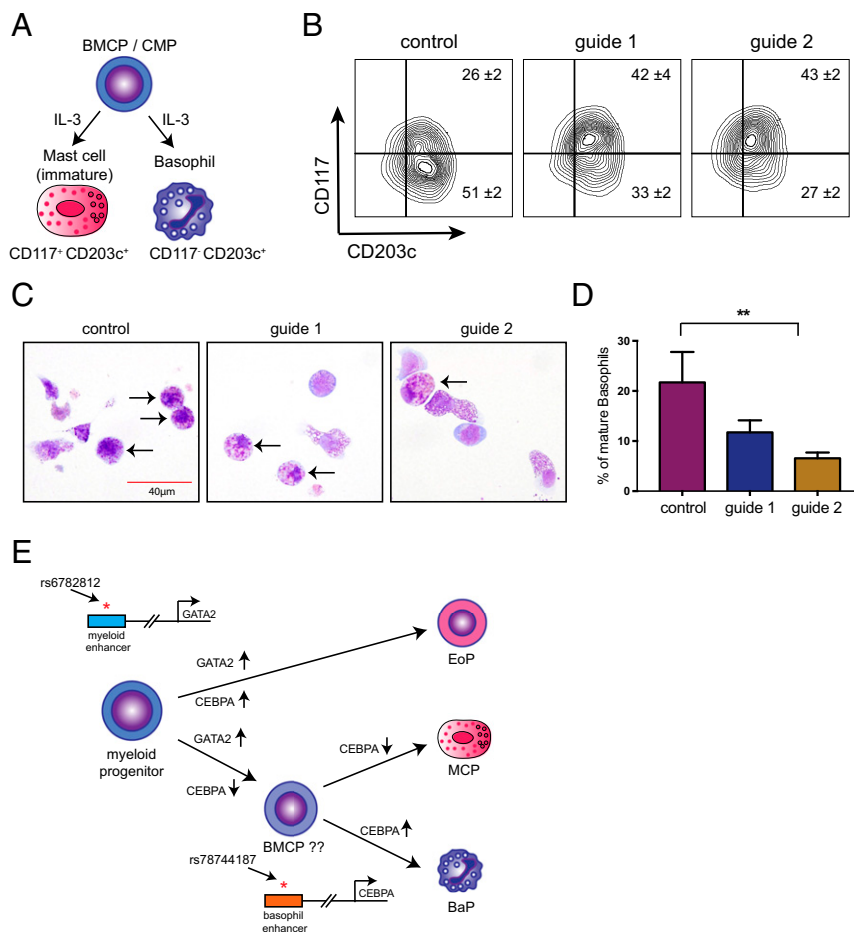 A
BMCP / CMP
IL-3
IL-3
Mast cell
(immature)
Basophil
CD117+ CD203c+
CD117- CD203c+
B
control
guide 1
guide 2
26 ±2
42 ±4
43 ±2
51 ±2
33 ±2
27 ±2
CD117
CD203c
C
control
guide 1
guide 2
40µm
D
**
% of mature Basophils
30
20
10
0
control
guide 1
guide 2
E
rs6782812
*
GATA2
myeloid
enhancer
GATA2
CEBPA
EoP
myeloid
progenitor
GATA2
CEBPA
CEBPA
MCP
BMCP ??
CEBPA
BaP
rs78744187
*
CEBPA
basophil
enhancer